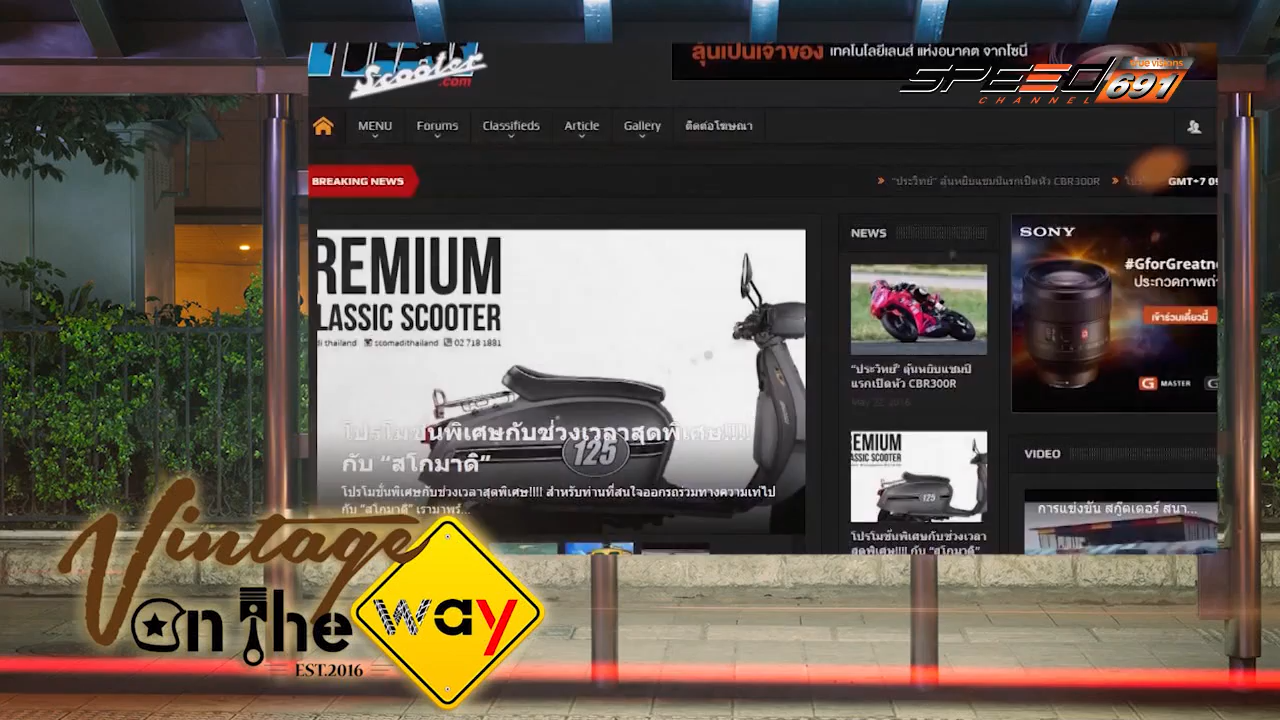 Scooter
.com
ลุ้นเป็นเจ้าของ เทคโนโลยีเลนส์ แห่งอนาคต จากโซนี่
SPEED
CHANNEL
true visions
691
MENU
Forums
Classifieds
Article
Gallery
ติดต่อโฆษณา
BREAKING NEWS
"ประวิทย์" ลุ้นหยิบแชมป์แรกเปิดหัว CBR300R
GMT+7 09
REMIUM
LASSIC SCOOTER
di thailand scomadithailand 02 718 1881
125
โปรโมชั่นพิเศษกับช่วงเวลาสุดพิเศษ!!!!
กับ "สโกมาดิ"
โปรโมชั่นพิเศษกับช่วงเวลาสุดพิเศษ!!!! สำหรับท่านที่สนใจออกรถร่วมทางความเท่ไป
กับ "สโกมาดิ" เรามาพร้...
NEWS
"ประวิทย์" ลุ้นหยิบแชมป์
แรกเปิดหัว CBR300R
May 22, 2016
EMIUM
ASSIC SCOOTER
125
โปรโมชั่นพิเศษกับช่วงเวลา
สุดพิเศษ!!!! กับ "สโกมาดิ"
SONY
#GforGreatne
ประกวดภาพถ่า
เข้าร่วมเดี๋ยวนี้
G MASTER
G
VIDEO
การแข่งขัน สกู๊ตเตอร์ สนา...
Vintage
On The
way
EST.2016